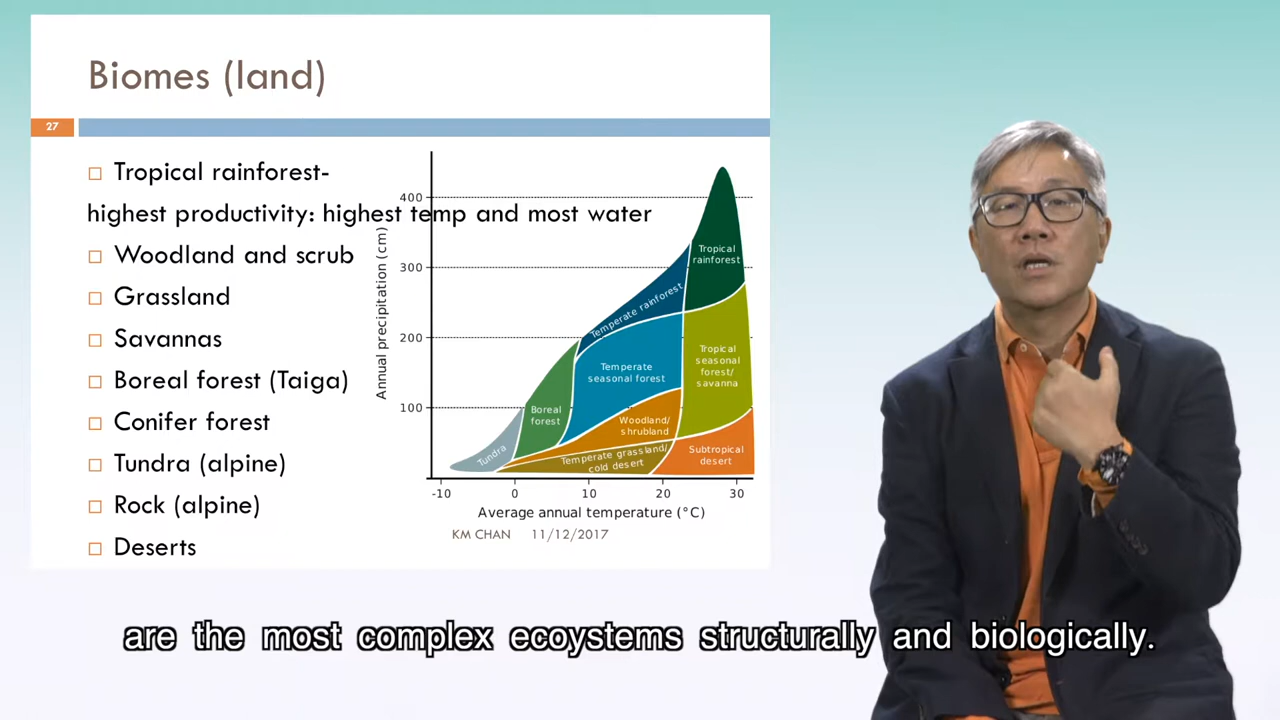 Biomes (land)
27
□ Tropical rainforest-
highest productivity: highest temp and most water
□ Woodland and scrub
□ Grassland
□ Savannas
□ Boreal forest (Taiga)
□ Conifer forest
□ Tundra (alpine)
□ Rock (alpine)
□ Deserts
Annual precipitation (cm)
400
300
200
100
Tropical
rainforest
Temperate rainforest
Temperate
seasonal forest
Tropical
seasonal
forest/
savanna
Boreal
forest
Woodland/
shrubland
Tundra
Temperate grassland/
cold desert
Subtropical
desert
-10 0 10 20 30
Average annual temperature (°C)
KM CHAN 11/12/2017
are the most complex ecoystems structurally and biologically.